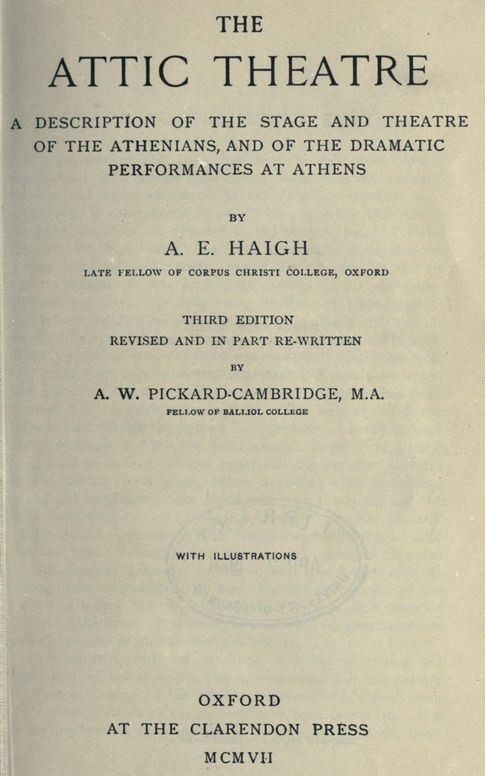 THE
ATTIC THEATRE
A DESCRIPTION OF THE STAGE AND THEATRE
OF THE ATHENIANS, AND OF THE DRAMATIC
PERFORMANCES AT ATHENS
BY
A. E. HAIGH
LATE FELLOW OF CORPUS CHRISTI COLLEGE, OXFORD
THIRD EDITION
REVISED AND IN PART RE-WRITTEN
BY
A. W. PICKARD-CAMBRIDGE, M.A.
FELLOW OF BALLIOL COLLEGE
LIBRARY
WITH ILLUSTRATIONS
OXFORD
AT THE CLARENDON PRESS
MCMVII